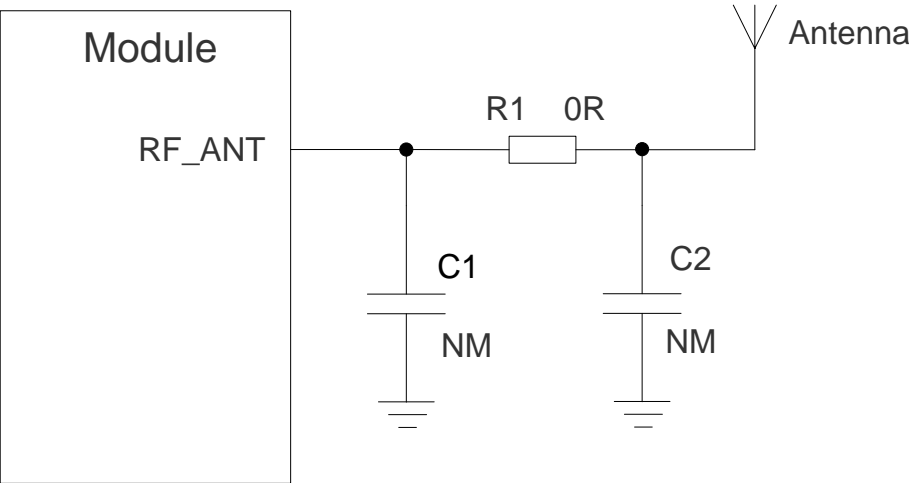 Module
Antenna
R1 0R
RF_ANT
C1
C2
NM
NM